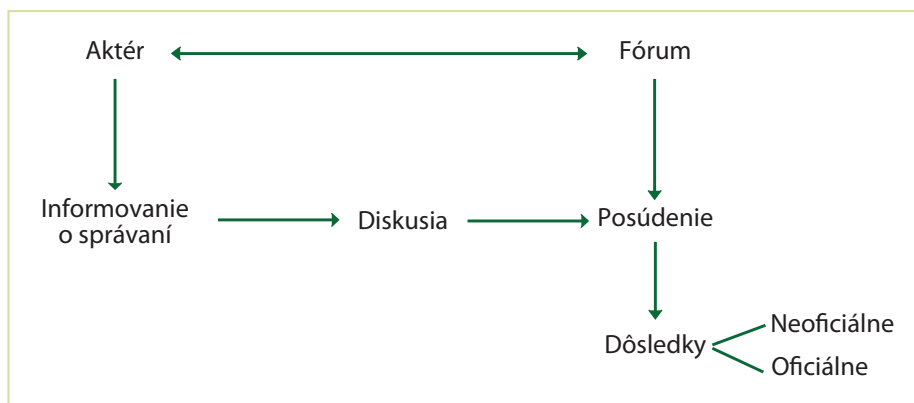 Aktér
Fórum
Informovanie
o správaní
Diskusia
Posúdenie
Dôsledky
Neoficiálne
Oficiálne